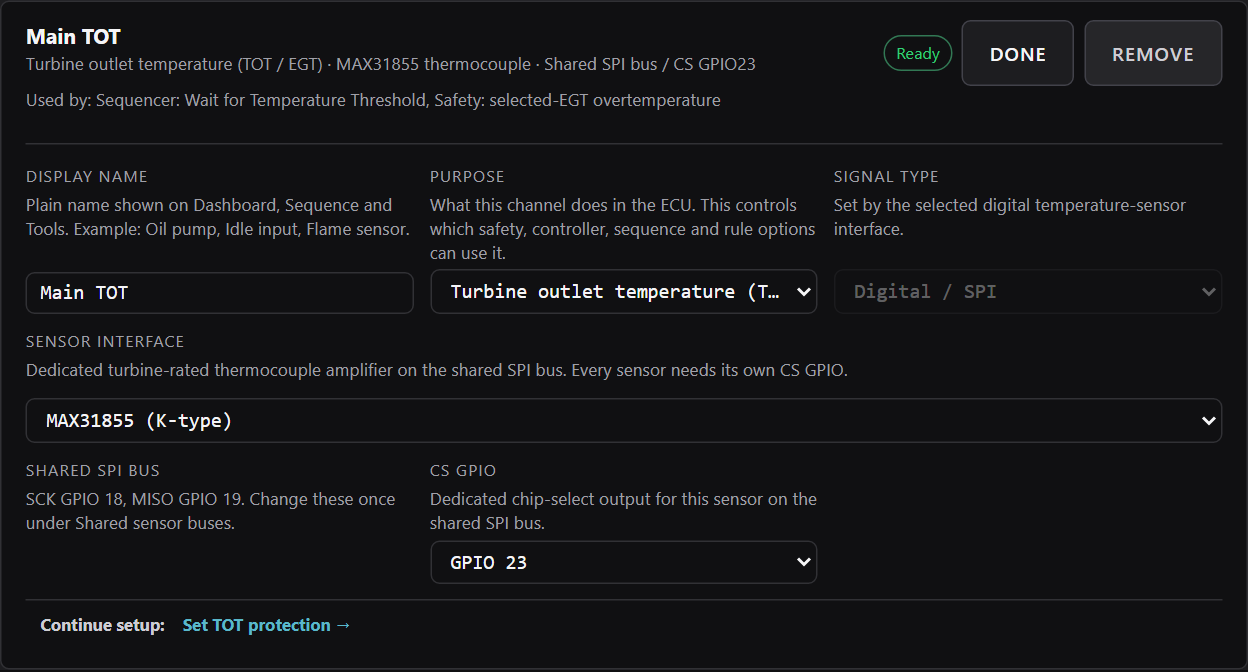 Main TOT
Turbine outlet temperature (TOT / EGT) · MAX31855 thermocouple · Shared SPI bus / CS GPIO23
Used by: Sequencer: Wait for Temperature Threshold, Safety: selected-EGT overtemperature
Ready
DONE
REMOVE
DISPLAY NAME
Plain name shown on Dashboard, Sequence and
Tools. Example: Oil pump, Idle input, Flame sensor.
Main TOT
PURPOSE
What this channel does in the ECU. This controls
which safety, controller, sequence and rule options
can use it.
Turbine outlet temperature (T…
SIGNAL TYPE
Set by the selected digital temperature-sensor
interface.
Digital / SPI
SENSOR INTERFACE
Dedicated turbine-rated thermocouple amplifier on the shared SPI bus. Every sensor needs its own CS GPIO.
MAX31855 (K-type)
SHARED SPI BUS
SCK GPIO 18, MISO GPIO 19. Change these once
under Shared sensor buses.
CS GPIO
Dedicated chip-select output for this sensor on the
shared SPI bus.
GPIO 23
Continue setup: Set TOT protection →